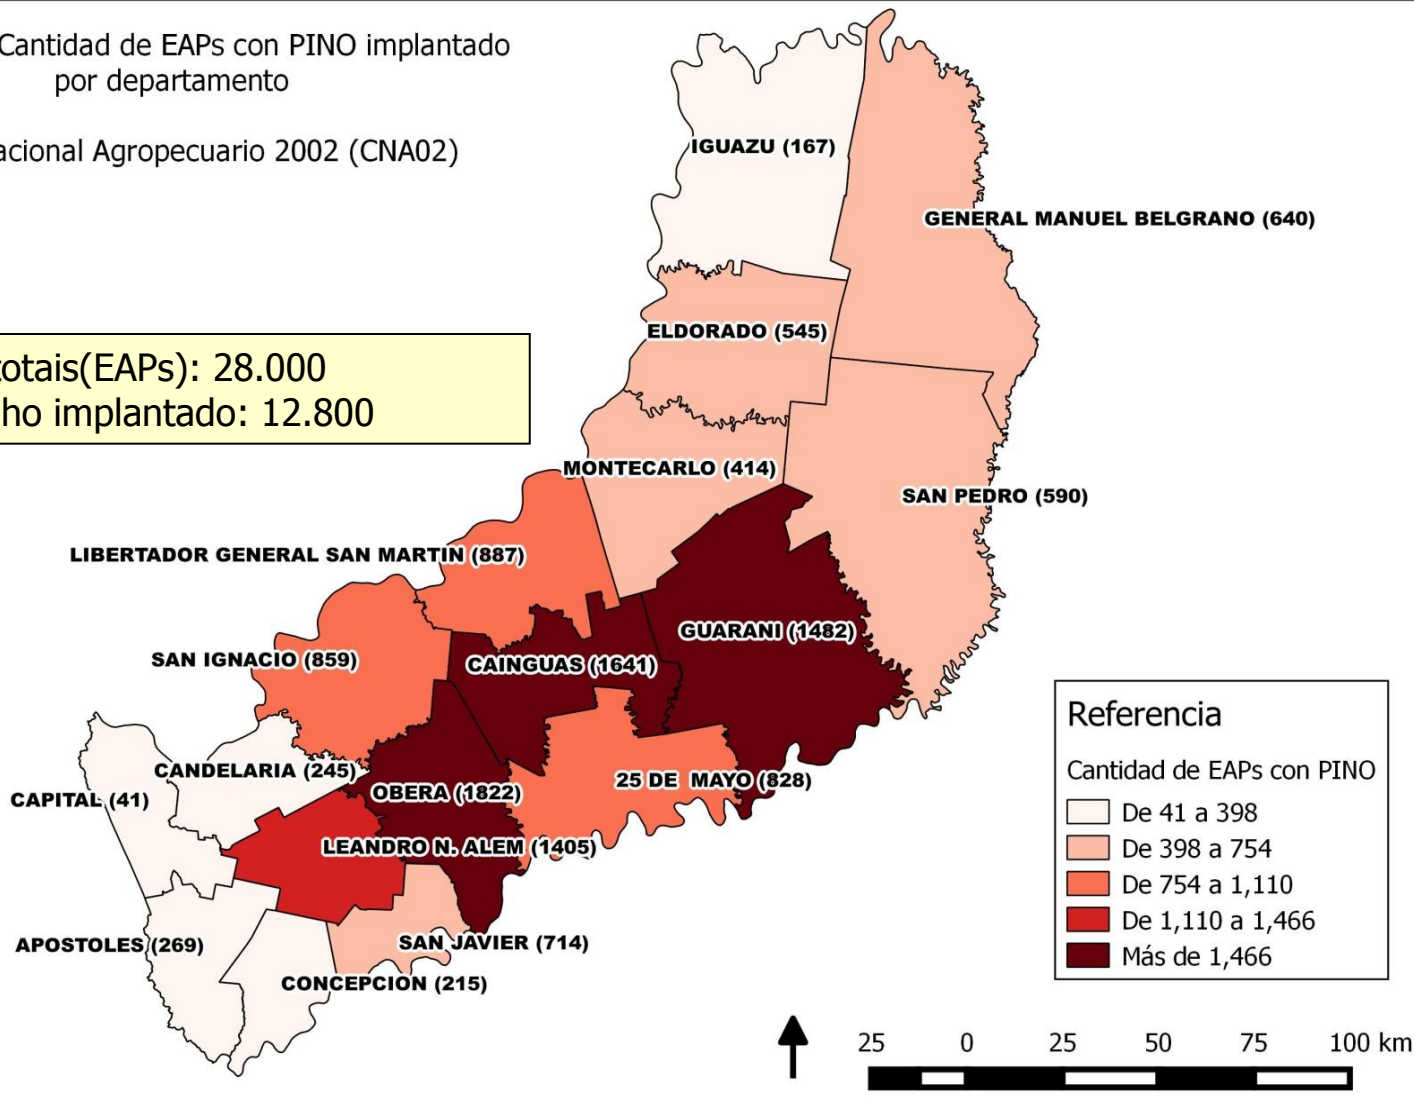 Cantidad de EAPs con PINO implantado
por departamento
acional Agropecuario 2002 (CNA02)
IGUAZU (167)
GENERAL MANUEL BELGRANO (640)
ELDORADO (545)
otais(EAPs): 28.000
ho implantado: 12.800
MONTECARLO (414)
SAN PEDRO (590)
LIBERTADOR GENERAL SAN MARTIN (887)
GUARANI (1482)
SAN IGNACIO (859)
CAINGUAS (1641)
CANDELARIA (245)
25 DE MAYO (828)
OBERA (1822)
CAPITAL (41)
LEANDRO N. ALEM (1405)
SAN JAVIER (714)
APOSTOLES (269)
CONCEPCION (215)
Referencia
Cantidad de EAPs con PINO
De 41 a 398
De 398 a 754
De 754 a 1,110
De 1,110 a 1,466
Más de 1,466
25 0 25 50 75 100 km